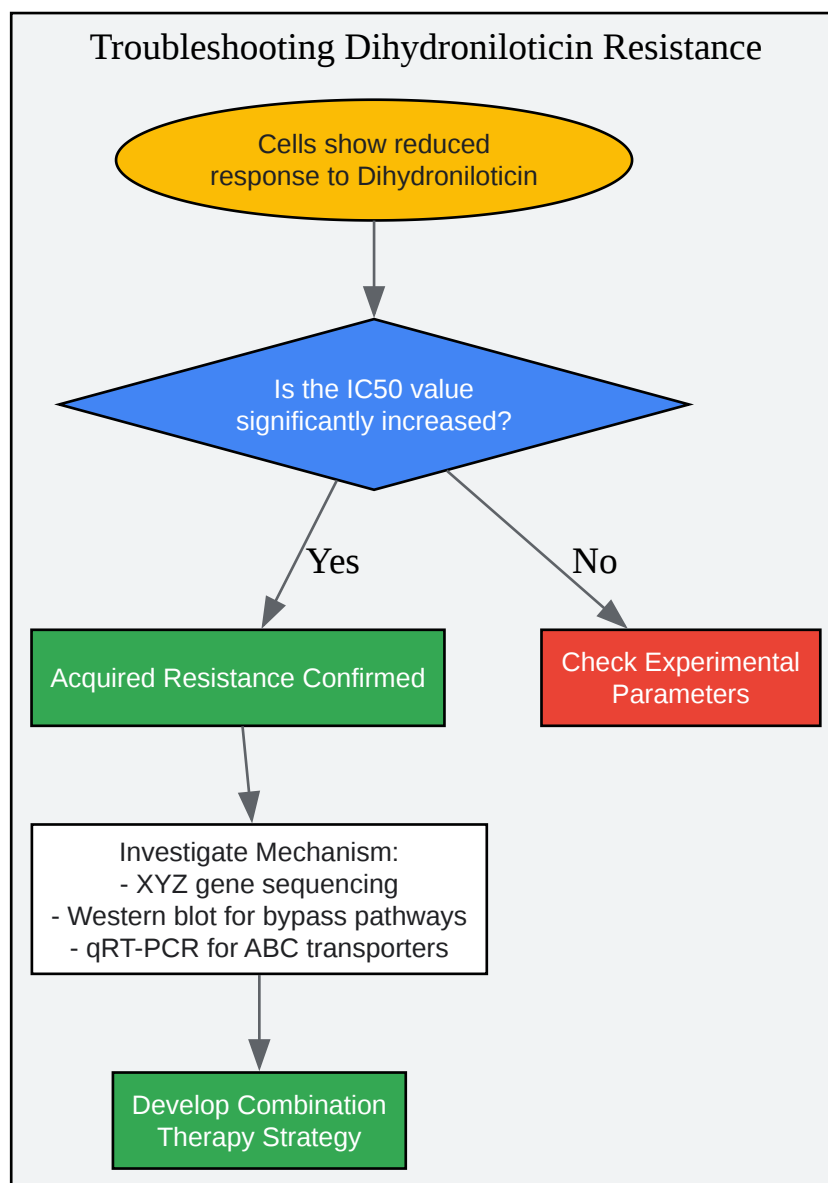 Troubleshooting Dihydroniloticin Resistance
Cells show reduced
response to Dihydroniloticin
Is the IC50 value
significantly increased?
Yes
No
Acquired Resistance Confirmed
Check Experimental
Parameters
Investigate Mechanism:
- XYZ gene sequencing
- Western blot for bypass pathways
- qRT-PCR for ABC transporters
Develop Combination
Therapy Strategy